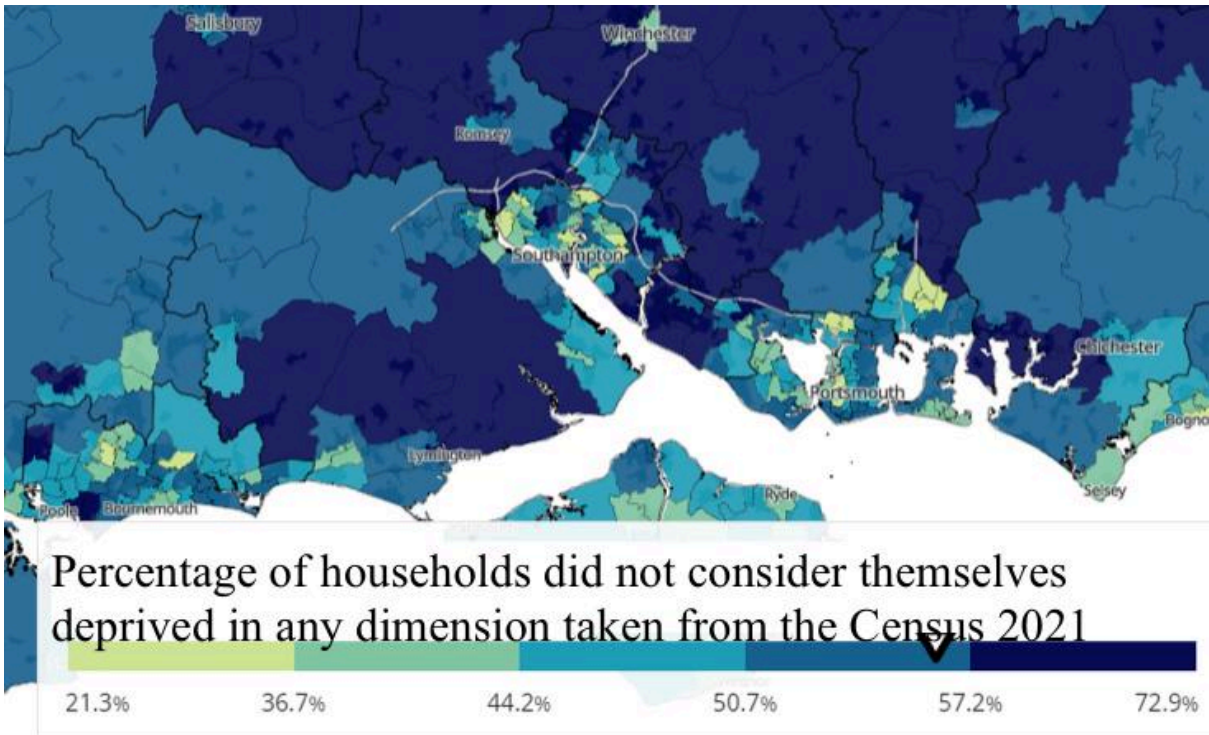 Salisbury
Winchester
Romsey
Southampton
Chichester
Portsmouth
Bogno
Lymington
Ryde
Selsey
Poole
Bournemouth
Percentage of households did not consider themselves
deprived in any dimension taken from the Census 2021
21.3% 36.7% 44.2% 50.7% 57.2% 72.9%